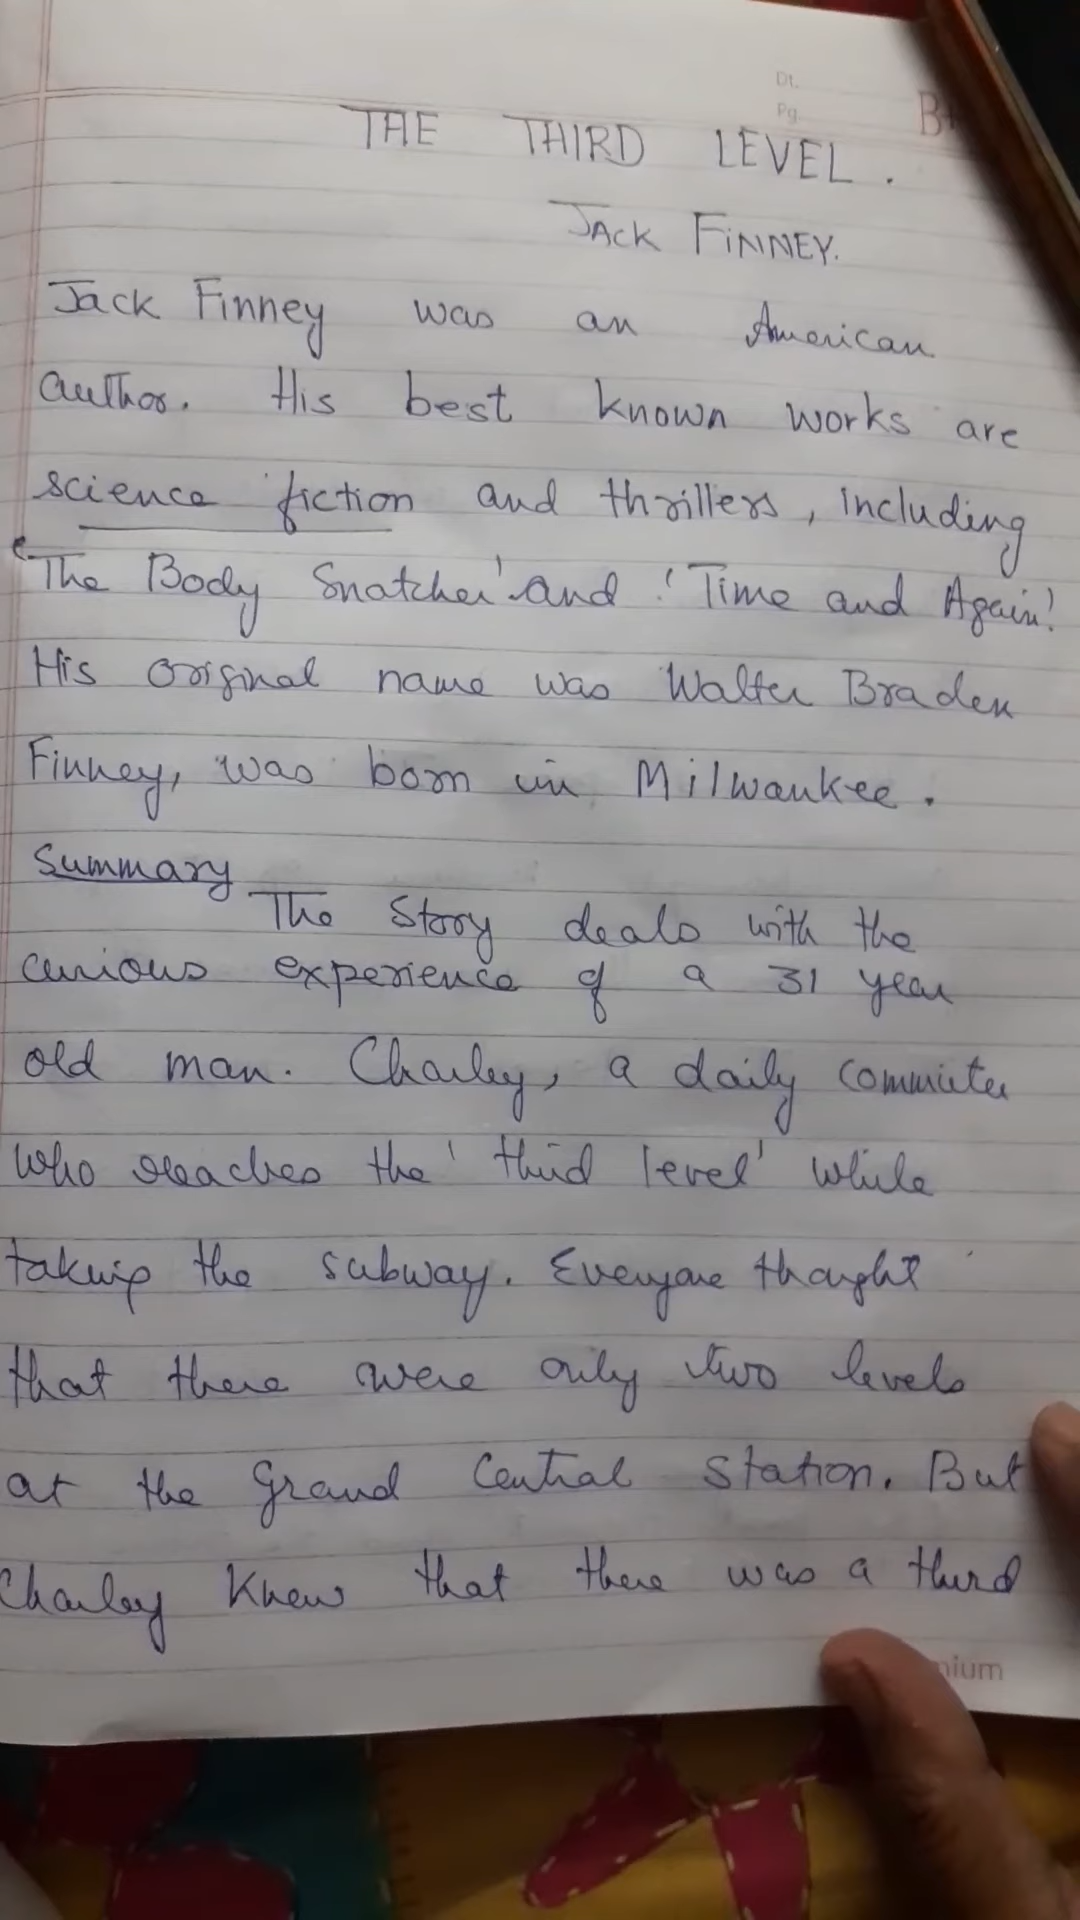 Dt.
Pg.
THE THIRD LEVEL.
JACK FINNEY.
Jack Finney was an American
author. His best known works are
science fiction and thrillers, including
'The Body Snatcher' and 'Time and Again'.
His original name was Walter Braden
Finney, was born in Milwaukee.
Summary
The Story deals with the
curious experience of a 31 year
old man. Charley, a daily commuter
who reaches the 'third level' while
taking the subway. Everyone thought
that there were only two levels
at the Grand Central Station. But
Charley knew that there was a third